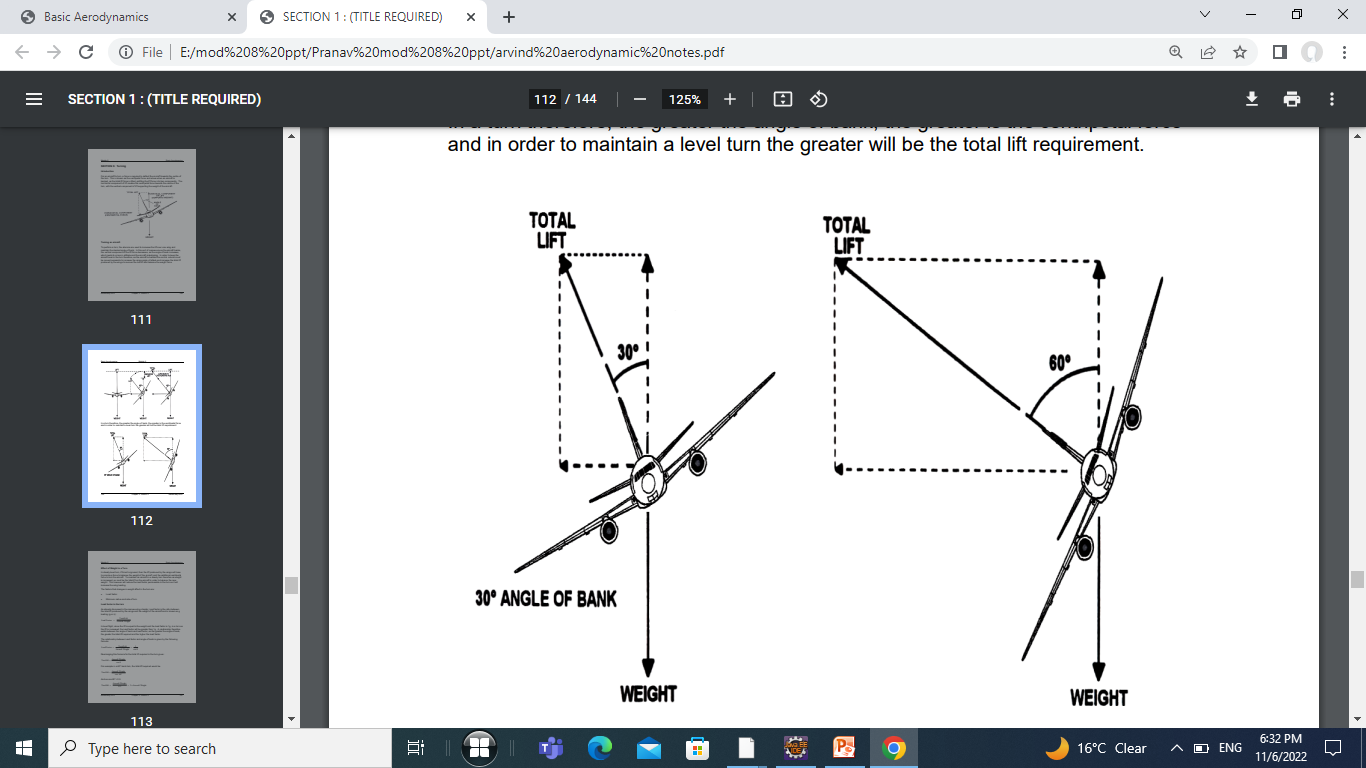 Basic Aerodynamics
SECTION 1 : (TITLE REQUIRED)
File
E:/mod%208%20ppt/Pranav%20mod%208%20ppt/arvind%20aerodynamic%20notes.pdf
SECTION 1 : (TITLE REQUIRED)
112 / 144
125%
and in order to maintain a level turn the greater will be the total lift requirement.
TOTAL
LIFT
30°
30° ANGLE OF BANK
WEIGHT
TOTAL
LIFT
60°
WEIGHT
111
112
113
Type here to search
16°C Clear
ENG
6:32 PM
11/6/2022